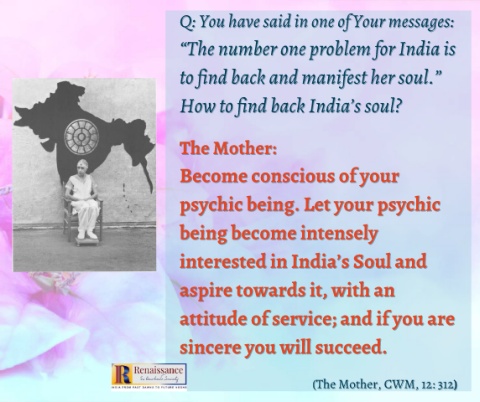 Q: You have said in one of Your messages:
“The number one problem for India is
to find back and manifest her soul.”
How to find back India’s soul?
The Mother:
Become conscious of your
psychic being. Let your psychic
being become intensely
interested in India’s Soul and
aspire towards it, with an
attitude of service; and if you are
sincere you will succeed.
Renaissance
(The Mother, CWM, 12: 312)